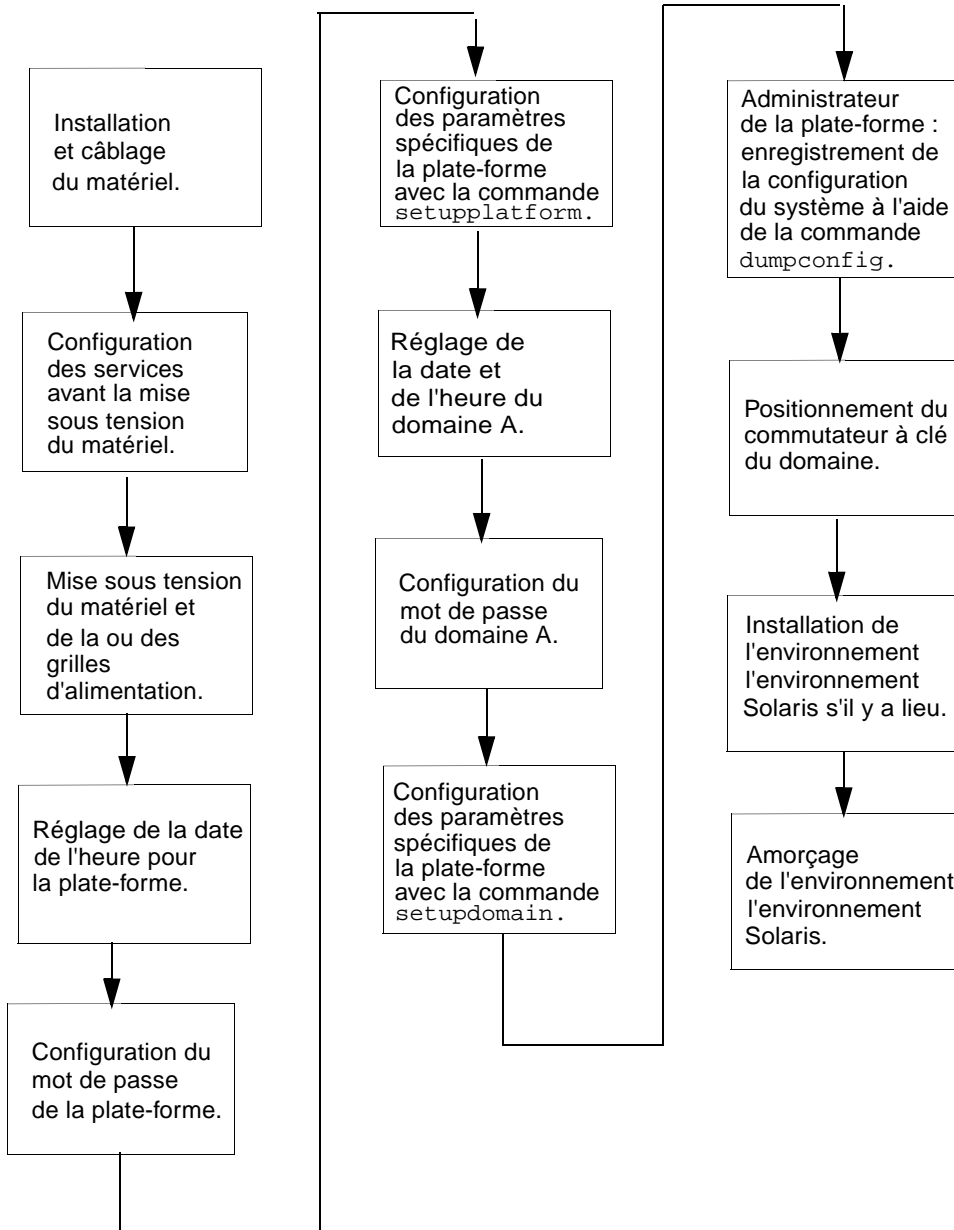 Installation
et câblage
du matériel.
Configuration
des services
avant la mise
sous tension
du matériel.
Mise sous tension
du matériel et
de la ou des
grilles
d'alimentation.
Réglage de la date
de l'heure pour
la plate-forme.
Configuration du
mot de passe
de la plate-forme.
Configuration
des paramètres
spécifiques de
la plate-forme
avec la commande
setupplatform.
Réglage de
la date et
de l'heure du
domaine A.
Configuration du
mot de passe
du domaine A.
Configuration
des paramètres
spécifiques de
la plate-forme
avec la commande
setupdomain.
Administrateur
de la plate-forme :
enregistrement de
la configuration
du système à l'aide
de la commande
dumpconfig.
Positionnement du
commutateur à clé
du domaine.
Installation de
l'environnement
l'environnement
Solaris s'il y a lieu.
Amorçage
de l'environnement
l'environnement
Solaris.